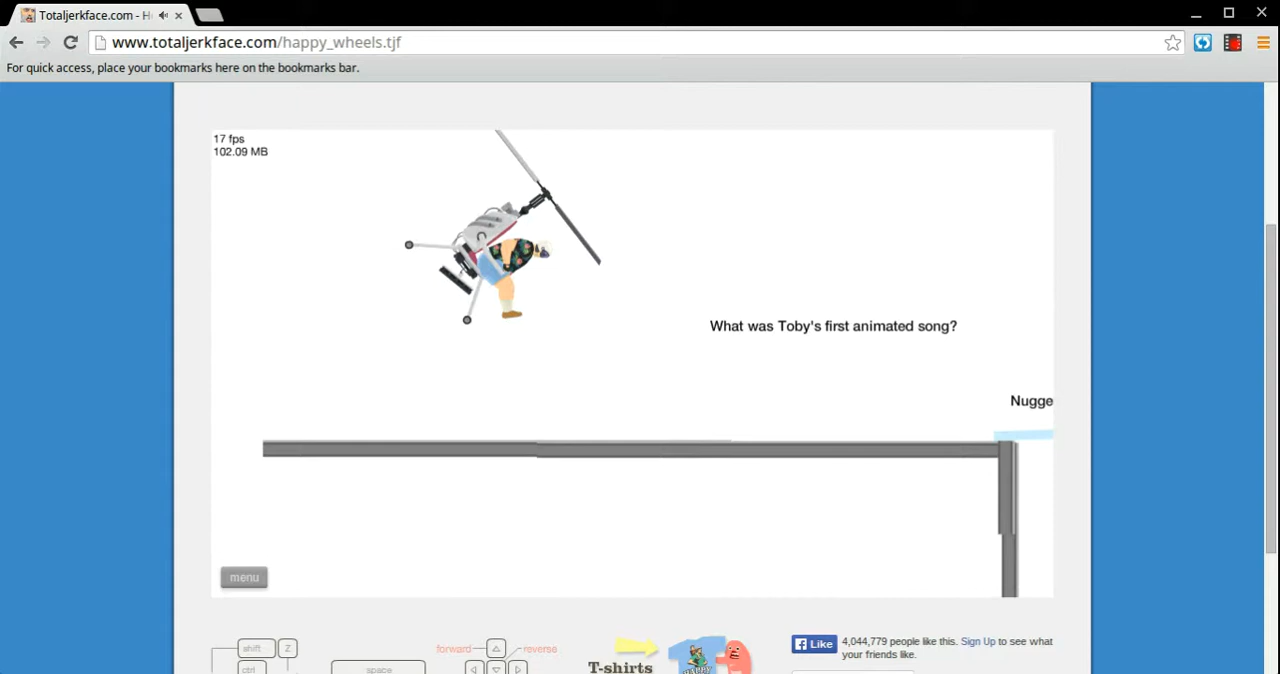 Totaljerkface.com - H
www.totaljerkface.com/happy_wheels.tjf
For quick access, place your bookmarks here on the bookmarks bar.
17 fps
102.09 MB
What was Toby's first animated song?
Nugge
menu
shift Z
ctrl
space
forward
reverse
T-shirts
HAPPY
Like
4,044,779 people like this. Sign Up to see what
your friends like.